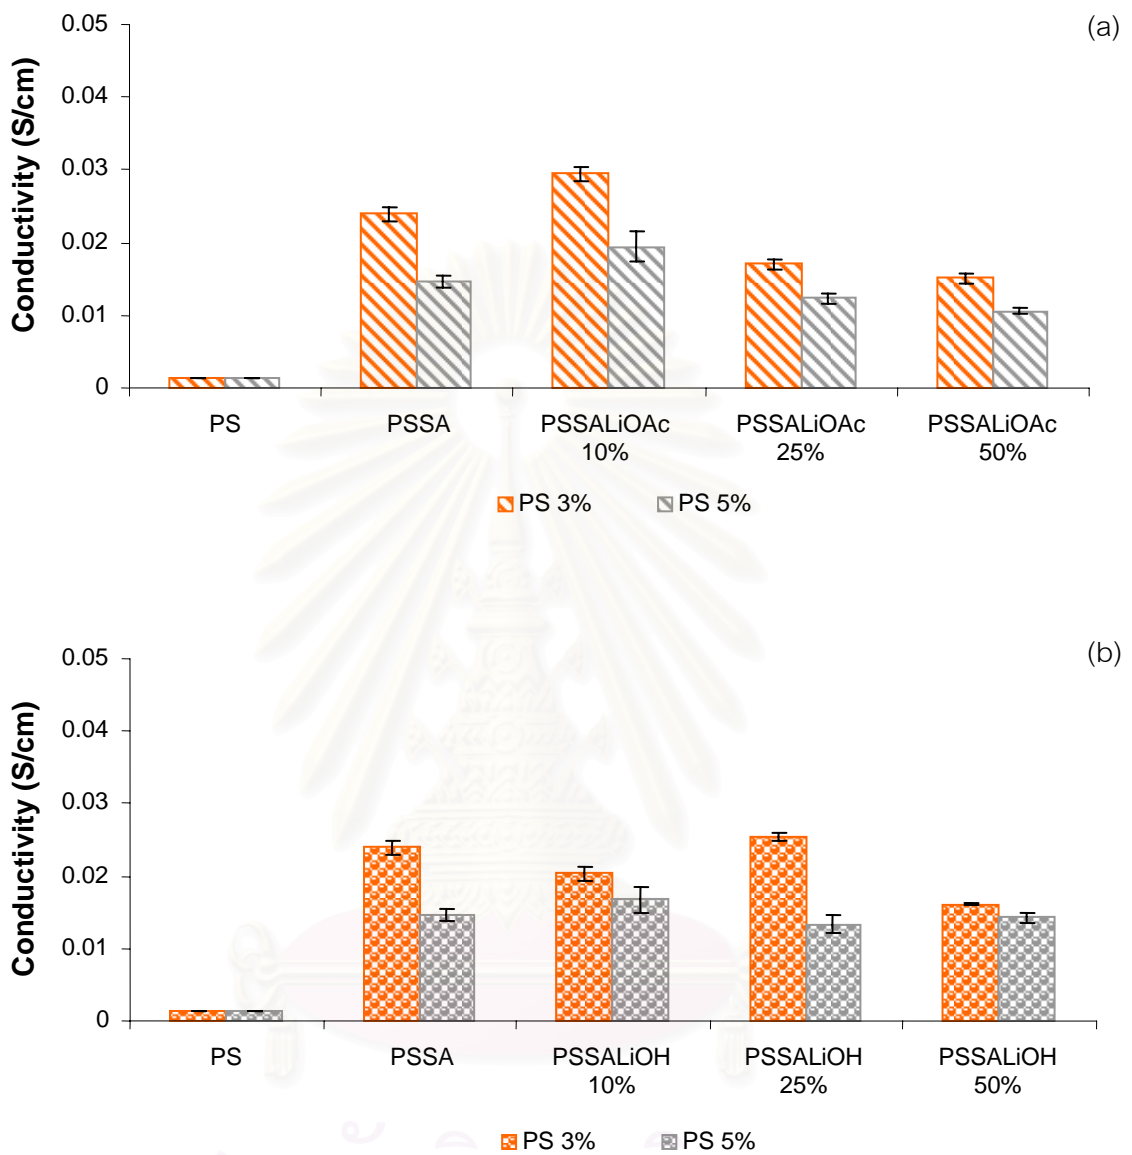 (a)
Conductivity (S/cm)
0.05
0.04
0.03
0.02
0.01
0
PS PSSA PSSALiOAc PSSALiOAc PSSALiOAc
10% 25% 50%
PS 3% PS 5%
(b)
Conductivity (S/cm)
0.05
0.04
0.03
0.02
0.01
0
PS PSSA PSSALiOH PSSALiOH PSSALiOH
10% 25% 50%
PS 3% PS 5%